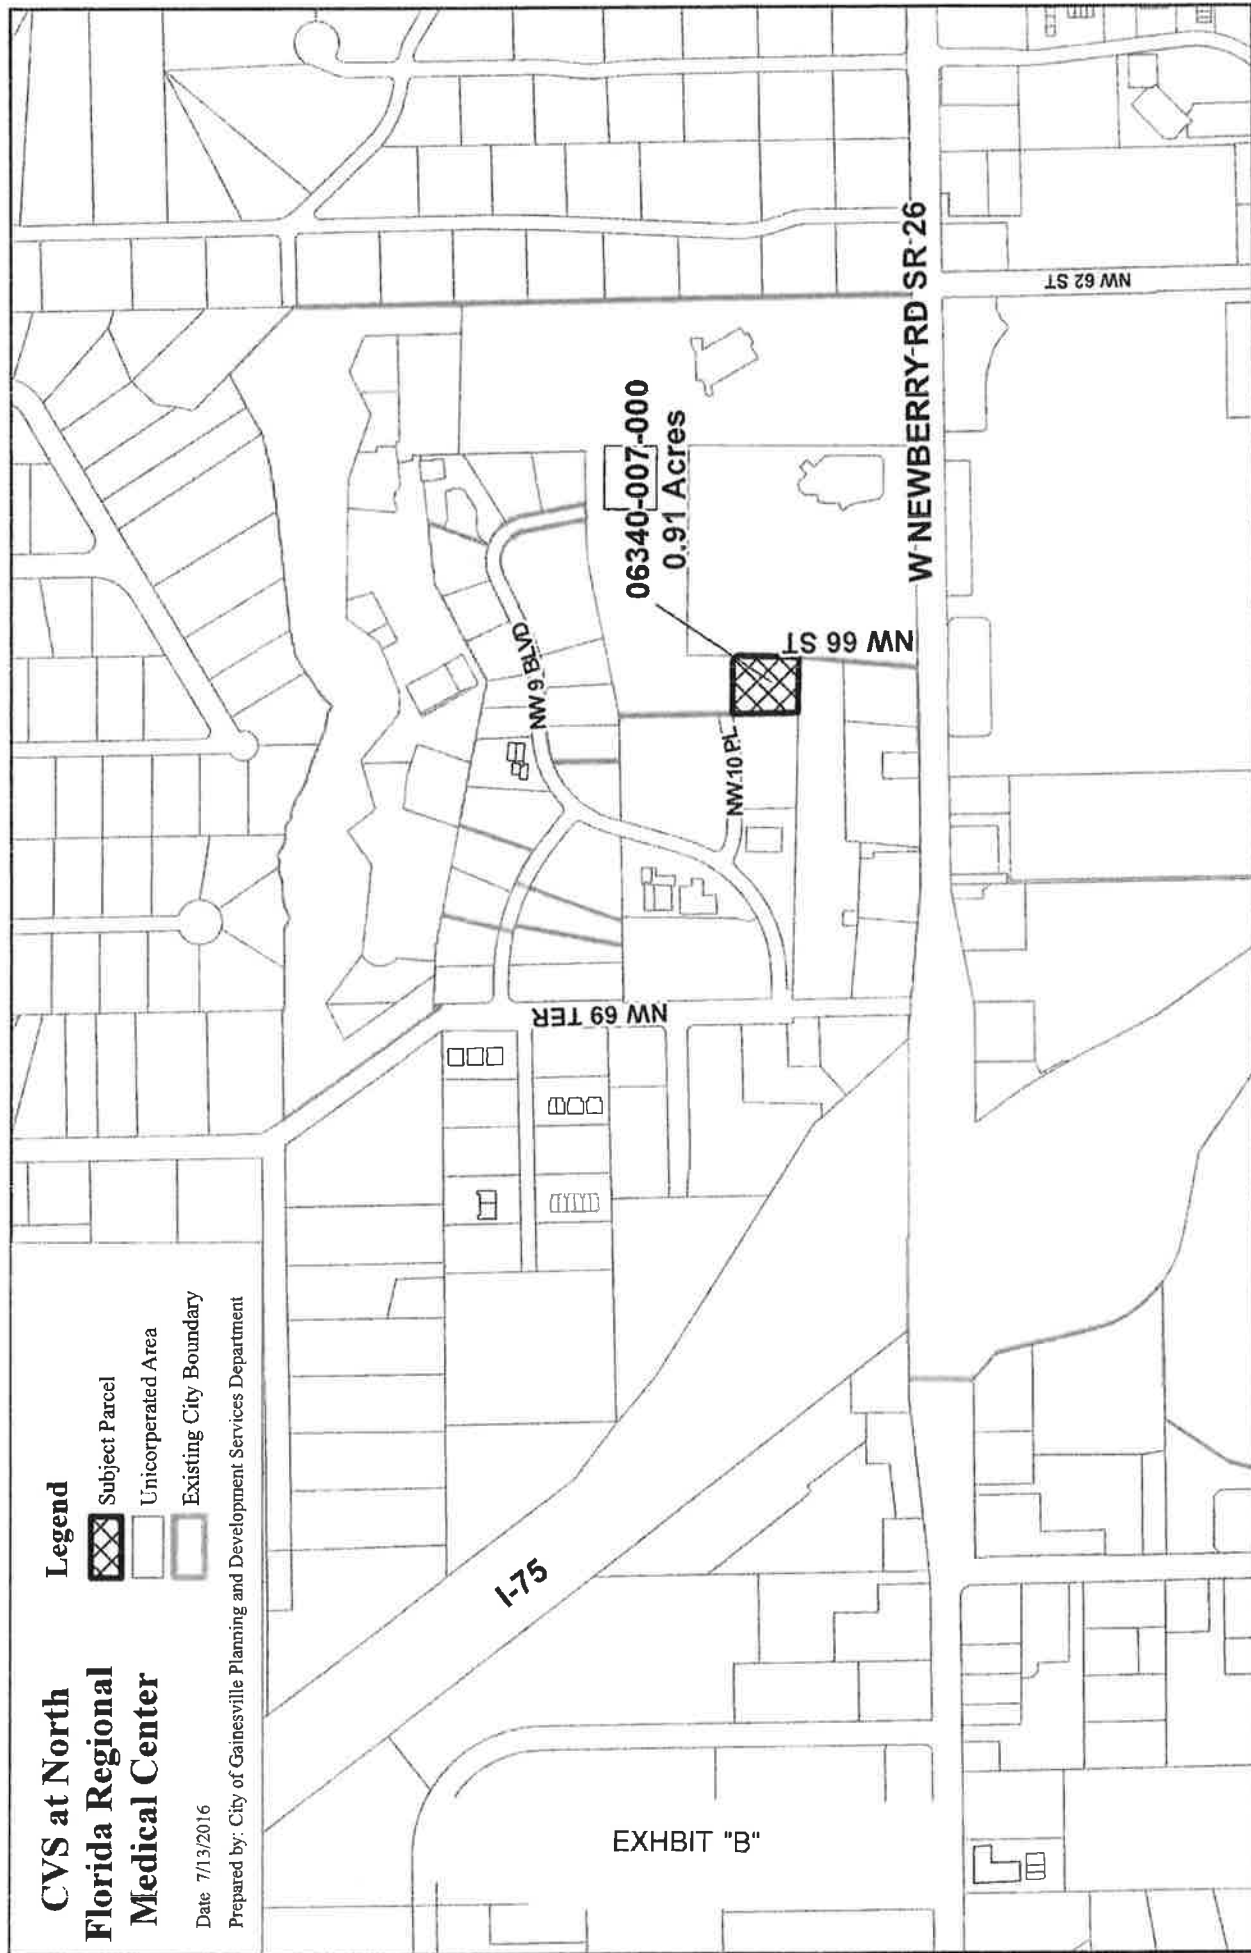 CVS at North
Florida Regional
Medical Center
Date 7/13/2016
Prepared by: City of Gainesville Planning and Development Services Department
Legend
Subject Parcel
Unicorperated Area
Existing City Boundary
I-75
NW 69 TER
NW 9 BLVD
NW 10 PL
06340-007-000
0.91 Acres
NW 66 ST
W NEWBERRY RD SR 26
NW 62 ST
EXHBIT "B"